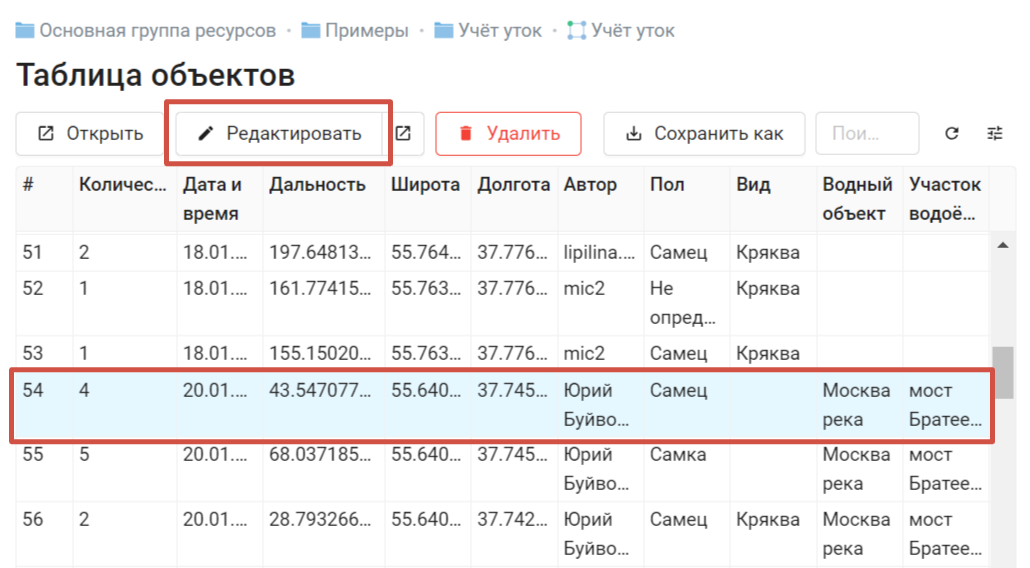 Основная группа ресурсов • Примеры • Учёт уток • Учёт уток
Таблица объектов
Открыть Редактировать Удалить Сохранить как Пои...
# Количес... Дата и Дальность Широта Долгота Автор Пол Вид Водный Участок
время объект водоё...
51 2 18.01.... 197.64813... 55.764... 37.776... lipilina.... Самец Кряква
52 1 18.01.... 161.77415... 55.763... 37.776... mic2 Не Кряква
опред...
53 1 18.01.... 155.15020... 55.763... 37.776... mic2 Самец Кряква
54 4 20.01.... 43.547077... 55.640... 37.745... Юрий Самец Москва мост
Буйво... река Братее...
55 5 20.01.... 68.037185... 55.640... 37.745... Юрий Самка Москва мост
Буйво... река Братее...
56 2 20.01.... 28.793266... 55.640... 37.742... Юрий Самец Кряква Москва мост
Буйво... река Братее...